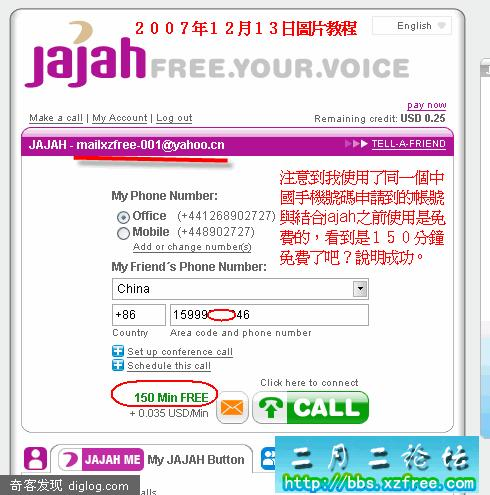 ２００７年１２月１３日圖片教程
English
jajah FREE.YOUR.VOICE
pay now
Make a call | My Account | Log out
Remaining credit: USD 0.25
JAJAH - mailxzfree-001@yahoo.cn
TELL-A-FRIEND
注意到我使用了同一個中
國手機號碼申請到的帳號
與結合jajah之前使用是免
費的，看到是１５０分鐘
免費了吧？說明成功。
My Phone Number:
Office (+441268902727)
Mobile (+448902727)
Add or change number(s)
My Friend´s Phone Number:
China
+86
15999 46
Country
Area code and phone number
Set up conference call
Schedule this call
Click here to connect
150 Min FREE
+ 0.035 USD/Min
CALL
JAJAH ME
My JAJAH Button
二月二论坛
http://bbs.xzfree.com
奇客发现 diglog.com